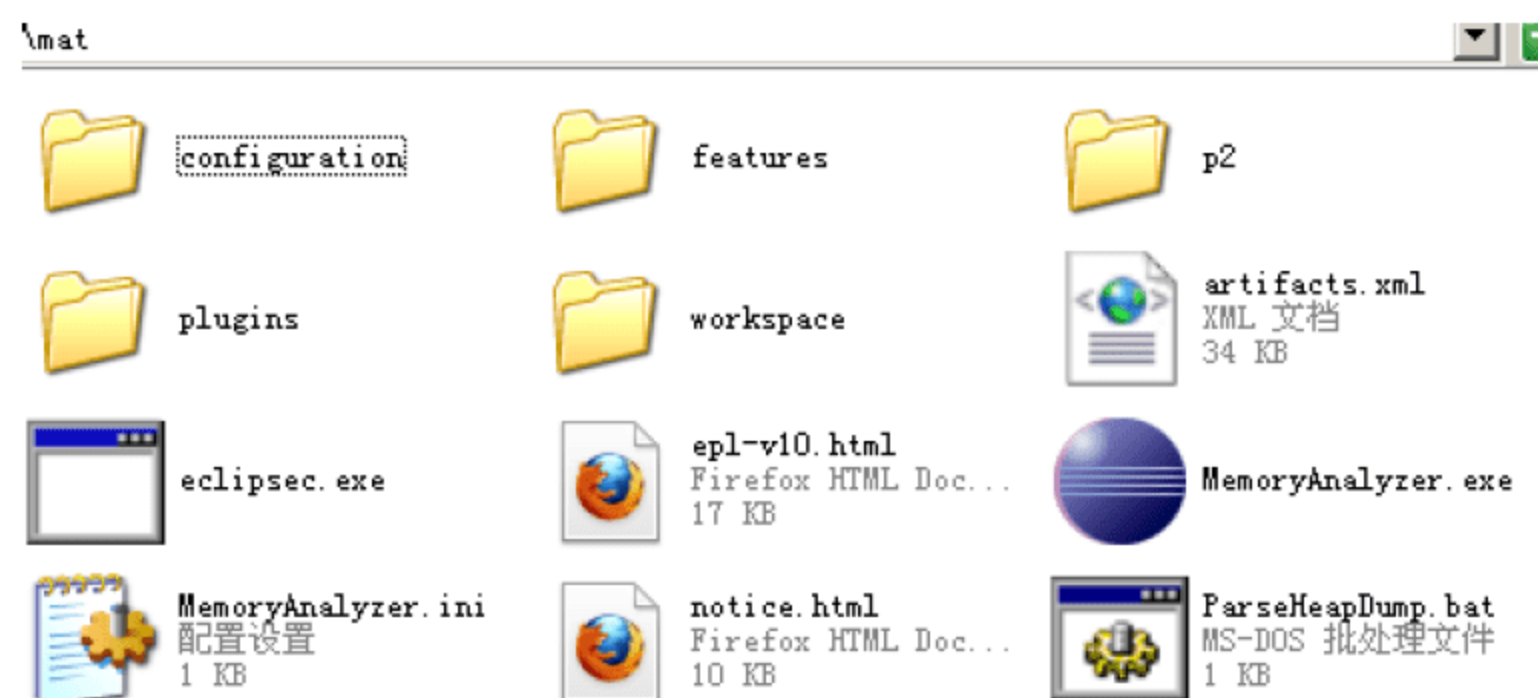 \mat
configuration
features
p2
plugins
workspace
artifacts.xml
XML 文档
34 KB
eclipsec.exe
epl-v10.html
Firefox HTML Doc...
17 KB
MemoryAnalyzer.exe
MemoryAnalyzer.ini
配置设置
1 KB
notice.html
Firefox HTML Doc...
10 KB
ParseHeapDump.bat
MS-DOS 批处理文件
1 KB